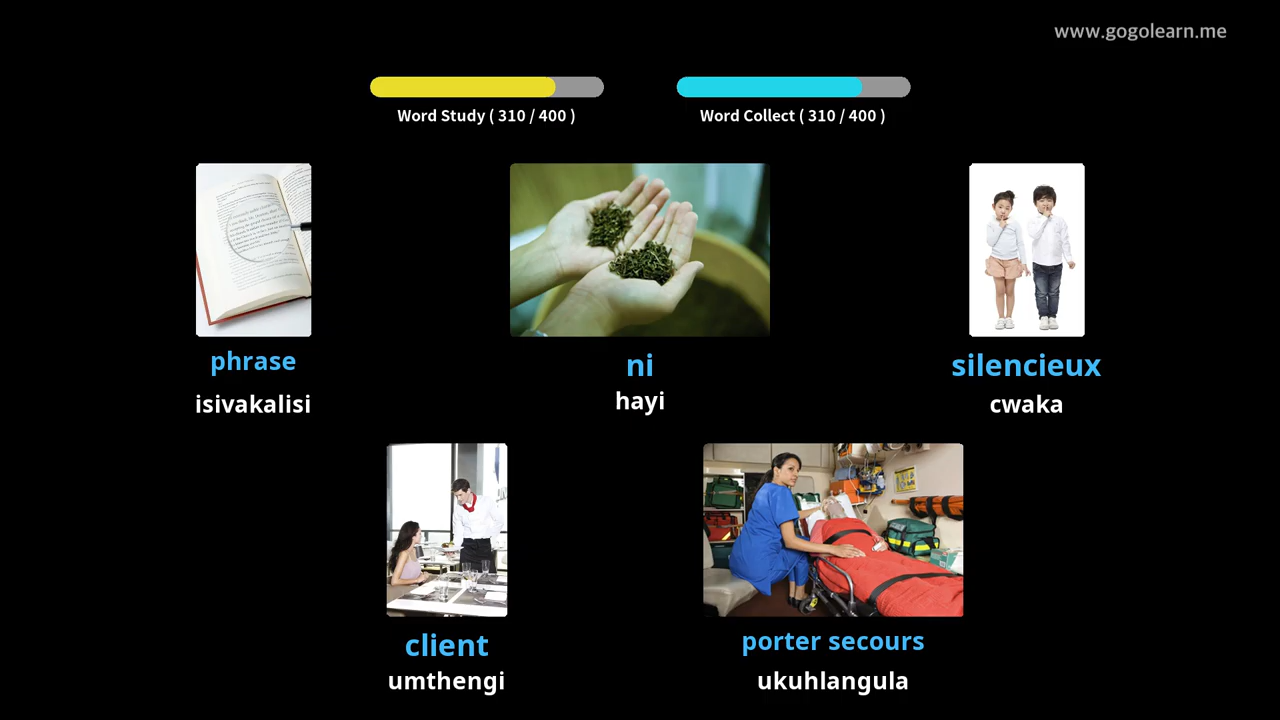 www.gogolearn.me
Word Study ( 310 / 400 )
Word Collect ( 310 / 400 )
phrase
isivakalisi
ni
hayi
silencieux
cwaka
client
umthengi
porter secours
ukuhlangula